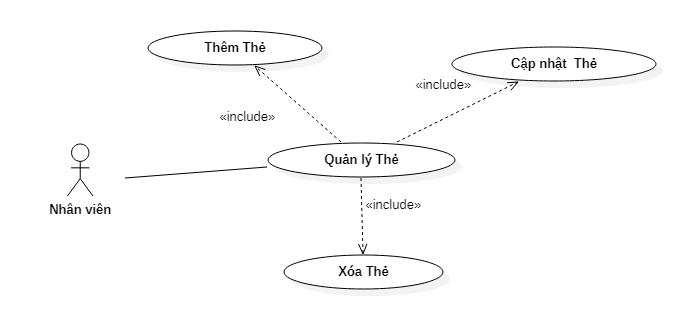 Thêm Thẻ
Cập nhật Thẻ
«include»
«include»
Quản lý Thẻ
Nhân viên
«include»
Xóa Thẻ